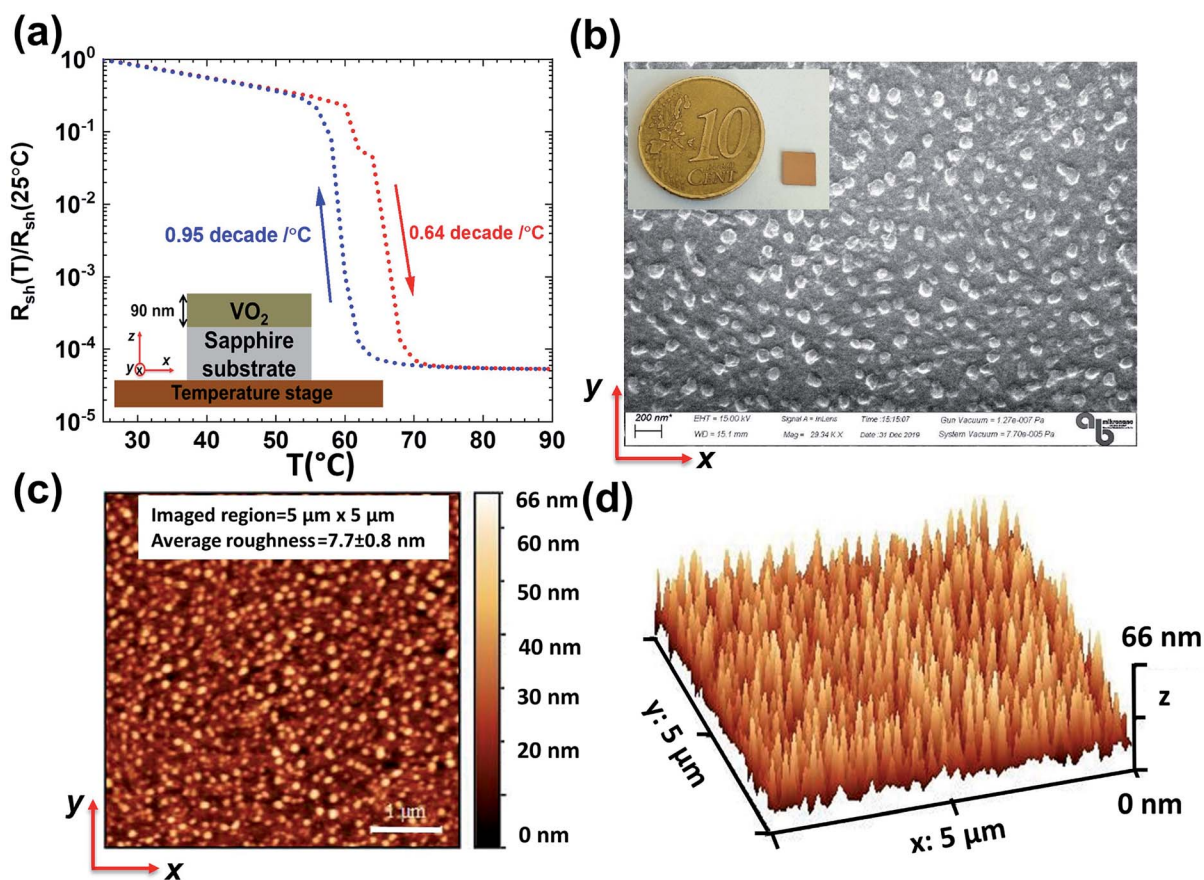 (a)
10⁰
10⁻¹
10⁻²
10⁻³
10⁻⁴
10⁻⁵
R_sh(T)/R_sh(25°C)
30
40
50
60
70
80
90
T(°C)
0.95 decade /°C
0.64 decade /°C
90 nm
VO₂
Sapphire
substrate
Temperature stage
z
y
x
x
(b)
10
CENT
200 nm*
EHT = 15.00 kV
Signal A = InLens
Time :15:15:07
Gun Vacuum = 1.27e-007 Pa
WD = 15.1 mm
Mag = 29.34 K X
Date :31 Dec 2019
System Vacuum = 7.70e-005 Pa
ab
y
x
(c)
Imaged region=5 μm x 5 μm
Average roughness=7.7±0.8 nm
1 μm
66 nm
60 nm
50 nm
40 nm
30 nm
20 nm
0 nm
y
x
(d)
66 nm
z
0 nm
y: 5 μm
x: 5 μm